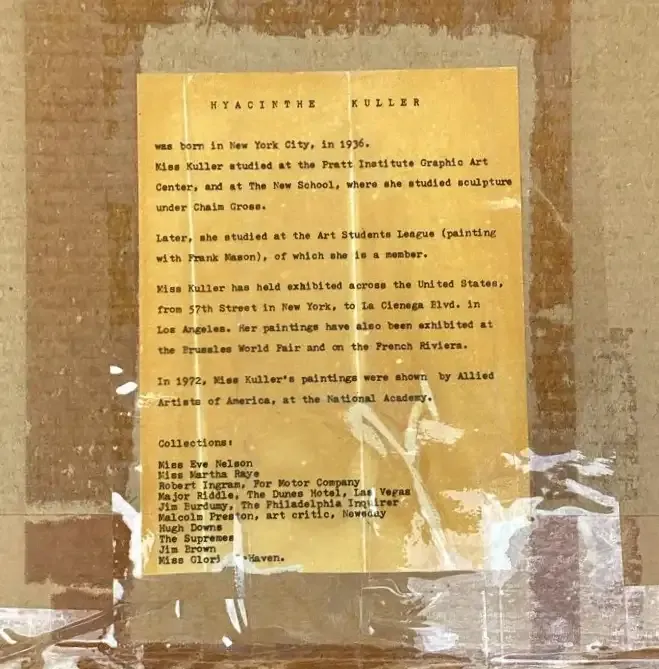 HYACINTHE KULLER
was born in New York City, in 1936.
Miss Kuller studied at the Pratt Institute Graphic Art
Center, and at The New School, where she studied sculpture
under Chaim Gross.
Later, she studied at the Art Students League (painting
with Frank Mason), of which she is a member.
Miss Kuller has held exhibited across the United States,
from 57th Street in New York, to La Cienega Blvd. in
Los Angeles. Her paintings have also been exhibited at
the Brussles World Fair and on the French Riviera.
In 1972, Miss Kuller's paintings were shown by Allied
Artists of America, at the National Academy.
Collections:
Miss Eve Nelson
Miss Martha Raye
Robert Ingram, For Motor Company
Major Riddle, The Dunes Hotel, Las Vegas
Jim Burdumy, The Philadelphia Inquirer
Malcolm Preston, art critic, Newsday
Hugh Downs
The Supremes
Jim Brown
Miss Glori Haven.